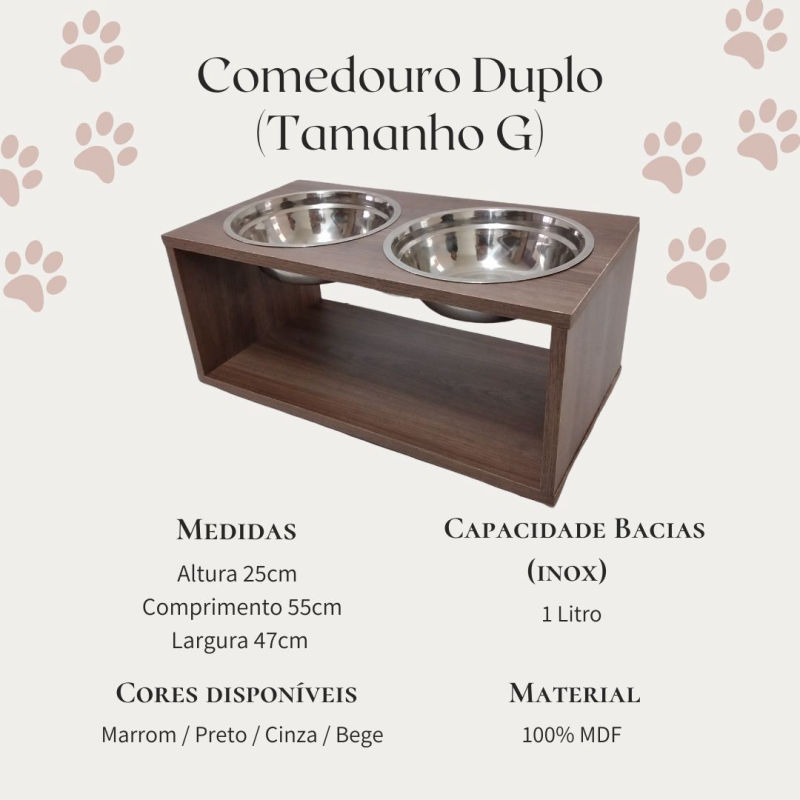 Comedouro Duplo
(Tamanho G)
Medidas
Altura 25cm
Comprimento 55cm
Largura 47cm
Capacidade Bacias
(inox)
1 Litro
Cores disponíveis
Marrom / Preto / Cinza / Bege
Material
100% MDF